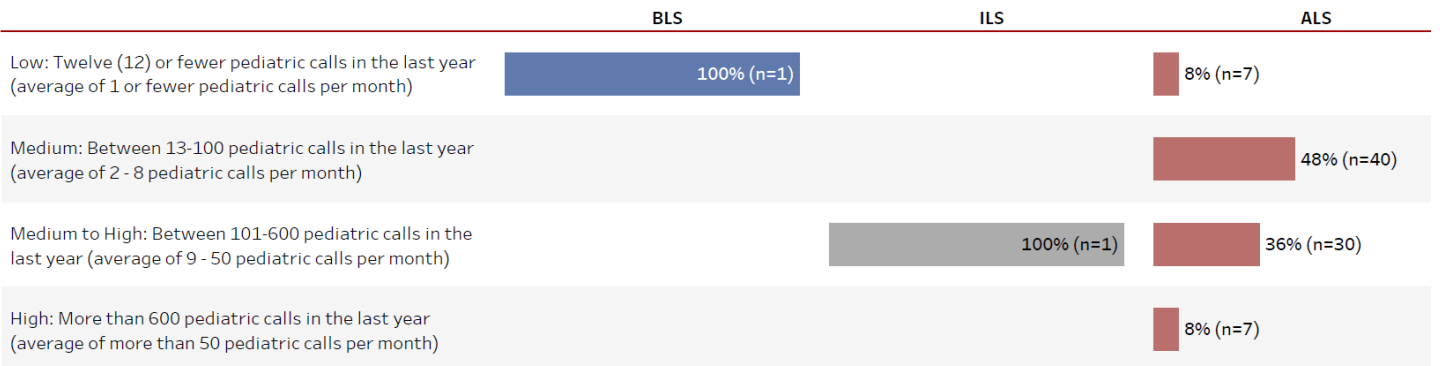 BLS ILS ALS
Low: Twelve (12) or fewer pediatric calls in the last year
(average of 1 or fewer pediatric calls per month)
100% (n=1)
8% (n=7)
Medium: Between 13-100 pediatric calls in the last year
(average of 2 - 8 pediatric calls per month)
48% (n=40)
Medium to High: Between 101-600 pediatric calls in the
last year (average of 9 - 50 pediatric calls per month)
100% (n=1)
36% (n=30)
High: More than 600 pediatric calls in the last year
(average of more than 50 pediatric calls per month)
8% (n=7)